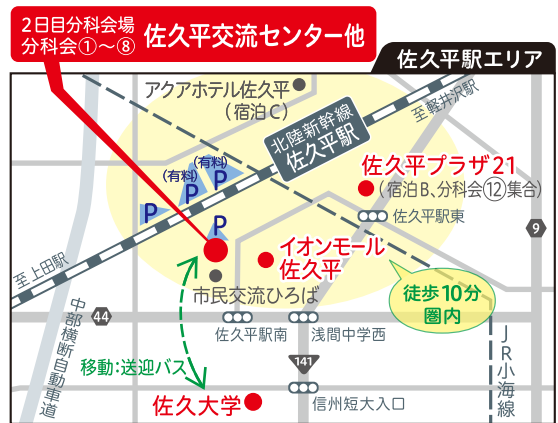 2日目分科会場
分科会①〜⑧
佐久平交流センター他
佐久平駅エリア
アクアホテル佐久平
(宿泊C)
北陸新幹線
佐久平駅
至軽井沢駅
(有料)
(有料)
P
P
P
P
佐久平プラザ21
(宿泊B、分科会⑫集合)
佐久平駅東
9
イオンモール
佐久平
市民交流ひろば
至上田駅
徒歩10分
圏内
44
佐久平駅南
浅間中学西
中部横断自動車道
移動:送迎バス
141
JR小海線
佐久大学
信州短大入口